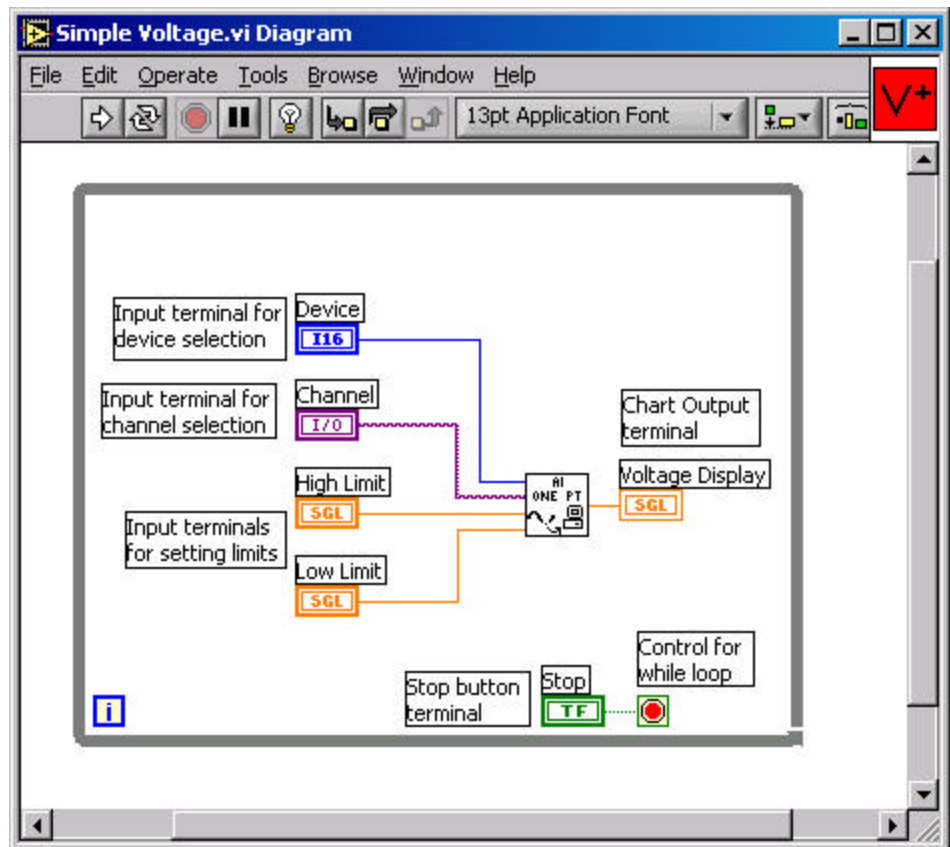 Simple Voltage.vi Diagram
File Edit Operate Tools Browse Window Help
13pt Application Font
V+
Input terminal for
device selection
Device
I16
Input terminal for
channel selection
Channel
I/O
Chart Output
terminal
High Limit
SGL
AI
ONE PT
Voltage Display
SGL
Input terminals
for setting limits
Low Limit
SGL
Control for
while loop
Stop button
terminal
Stop
TF
i